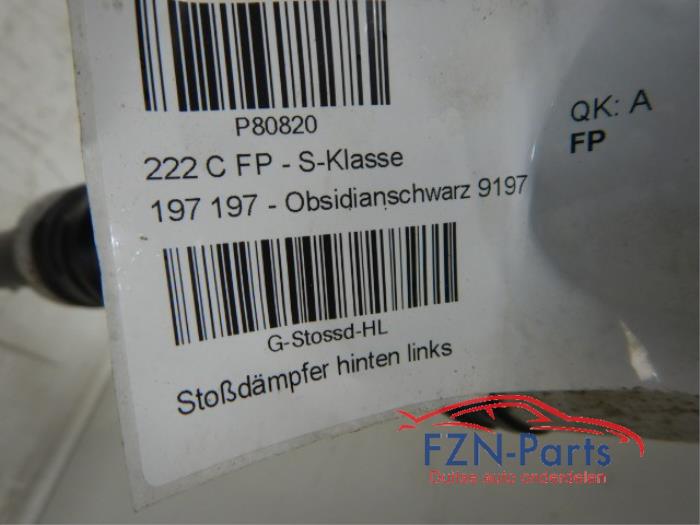 P80820
QK: A
FP
222 C FP - S-Klasse
197 197 - Obsidianschwarz 9197
G-Stossd-HL
Stoßdämpfer hinten links
FZN-Parts
Duitse auto onderdelen